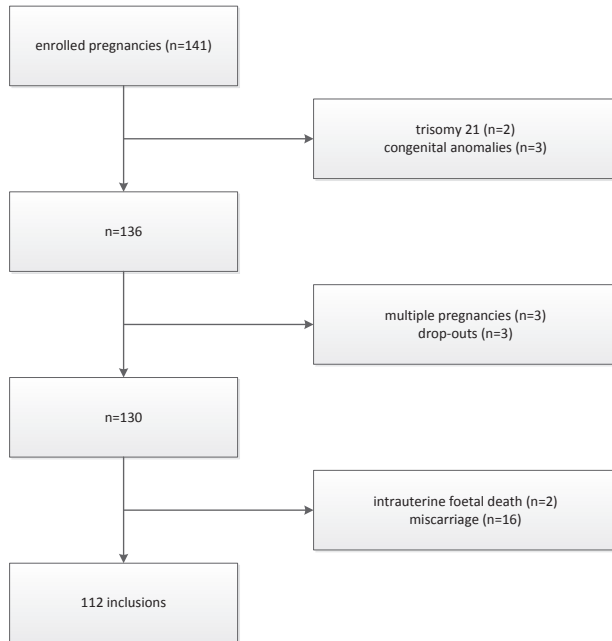 enrolled pregnancies (n=141)
trisomy 21 (n=2)
congenital anomalies (n=3)
n=136
multiple pregnancies (n=3)
drop-outs (n=3)
n=130
intrauterine foetal death (n=2)
miscarriage (n=16)
112 inclusions